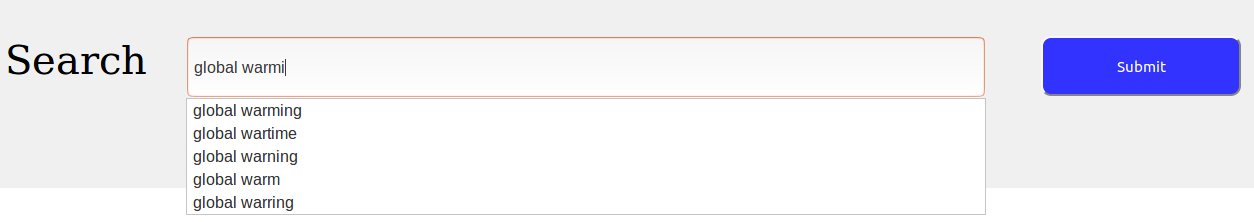 Search
global warmi
Submit
global warming
global wartime
global warning
global warm
global warring